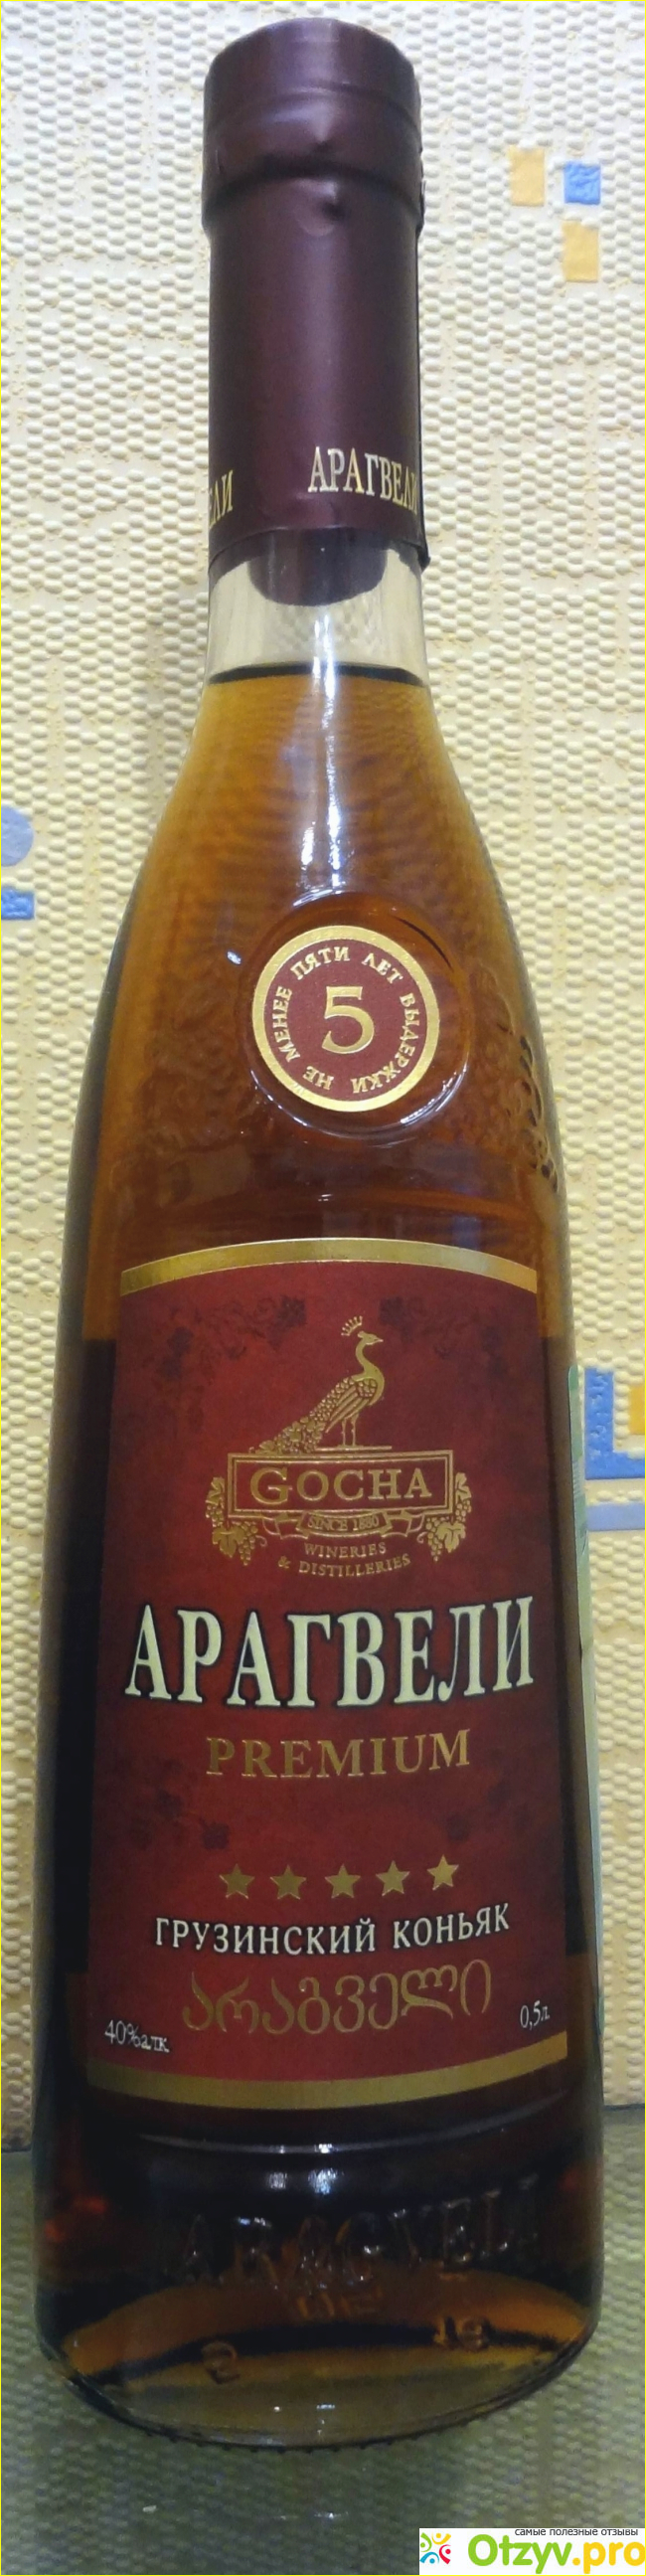 ЕЛИ АРАГВЕЛИ
НЕ МЕНЕЕ ПЯТИ ЛЕТ ВЫДЕРЖКИ
5
GOCHA
SINCE 1880
WINERIES
& DISTILLERIES
АРАГВЕЛИ
PREMIUM
ГРУЗИНСКИЙ КОНЬЯК
არაგველი
40%алк. 0,5л.
ARAGVELI
самые полезные отзывы
Otzyv.pro